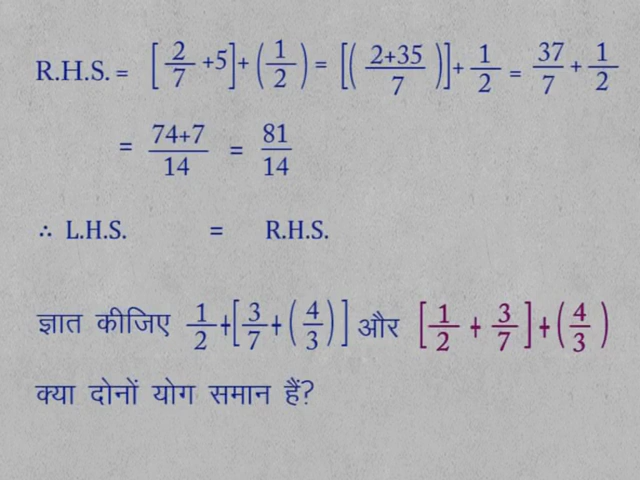 R.H.S. = [2/7 +5]+(1/2) = [(2+35/7)]+1/2 = 37/7 + 1/2
= 74+7/14 = 81/14
∴ L.H.S. = R.H.S.
ज्ञात कीजिए 1/2+[3/7+(4/3)] और [1/2 + 3/7]+(4/3)
क्या दोनों योग समान हैं?